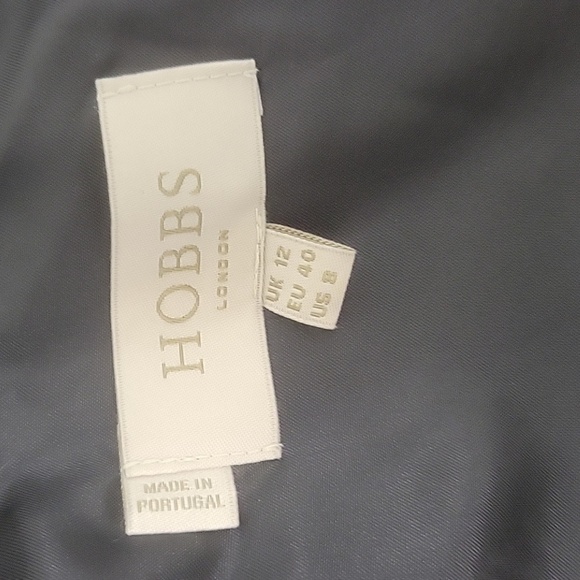 HOBBS
LONDON
UK 12
EU 40
US 8
MADE IN
PORTUGAL